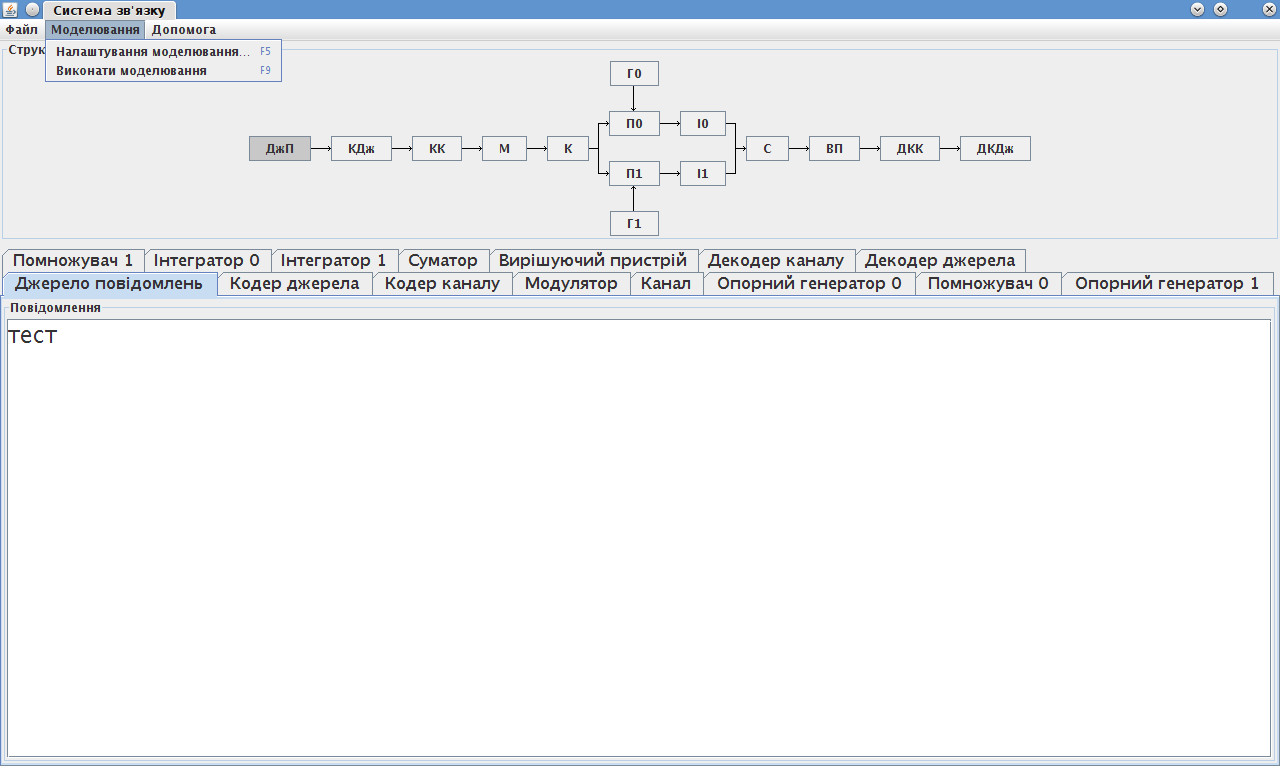 Система зв'язку
Файл Моделювання Допомога
Налаштування моделювання... F5
Виконати моделювання F9
Струк
Г0
П0 І0
ДжП КДж КК М К С ВП ДКК ДКДж
П1 І1
Г1
Помножувач 1 Інтегратор 0 Інтегратор 1 Суматор Вирішуючий пристрій Декодер каналу Декодер джерела
Джерело повідомлень Кодер джерела Кодер каналу Модулятор Канал Опорний генератор 0 Помножувач 0 Опорний генератор 1
Повідомлення
тест